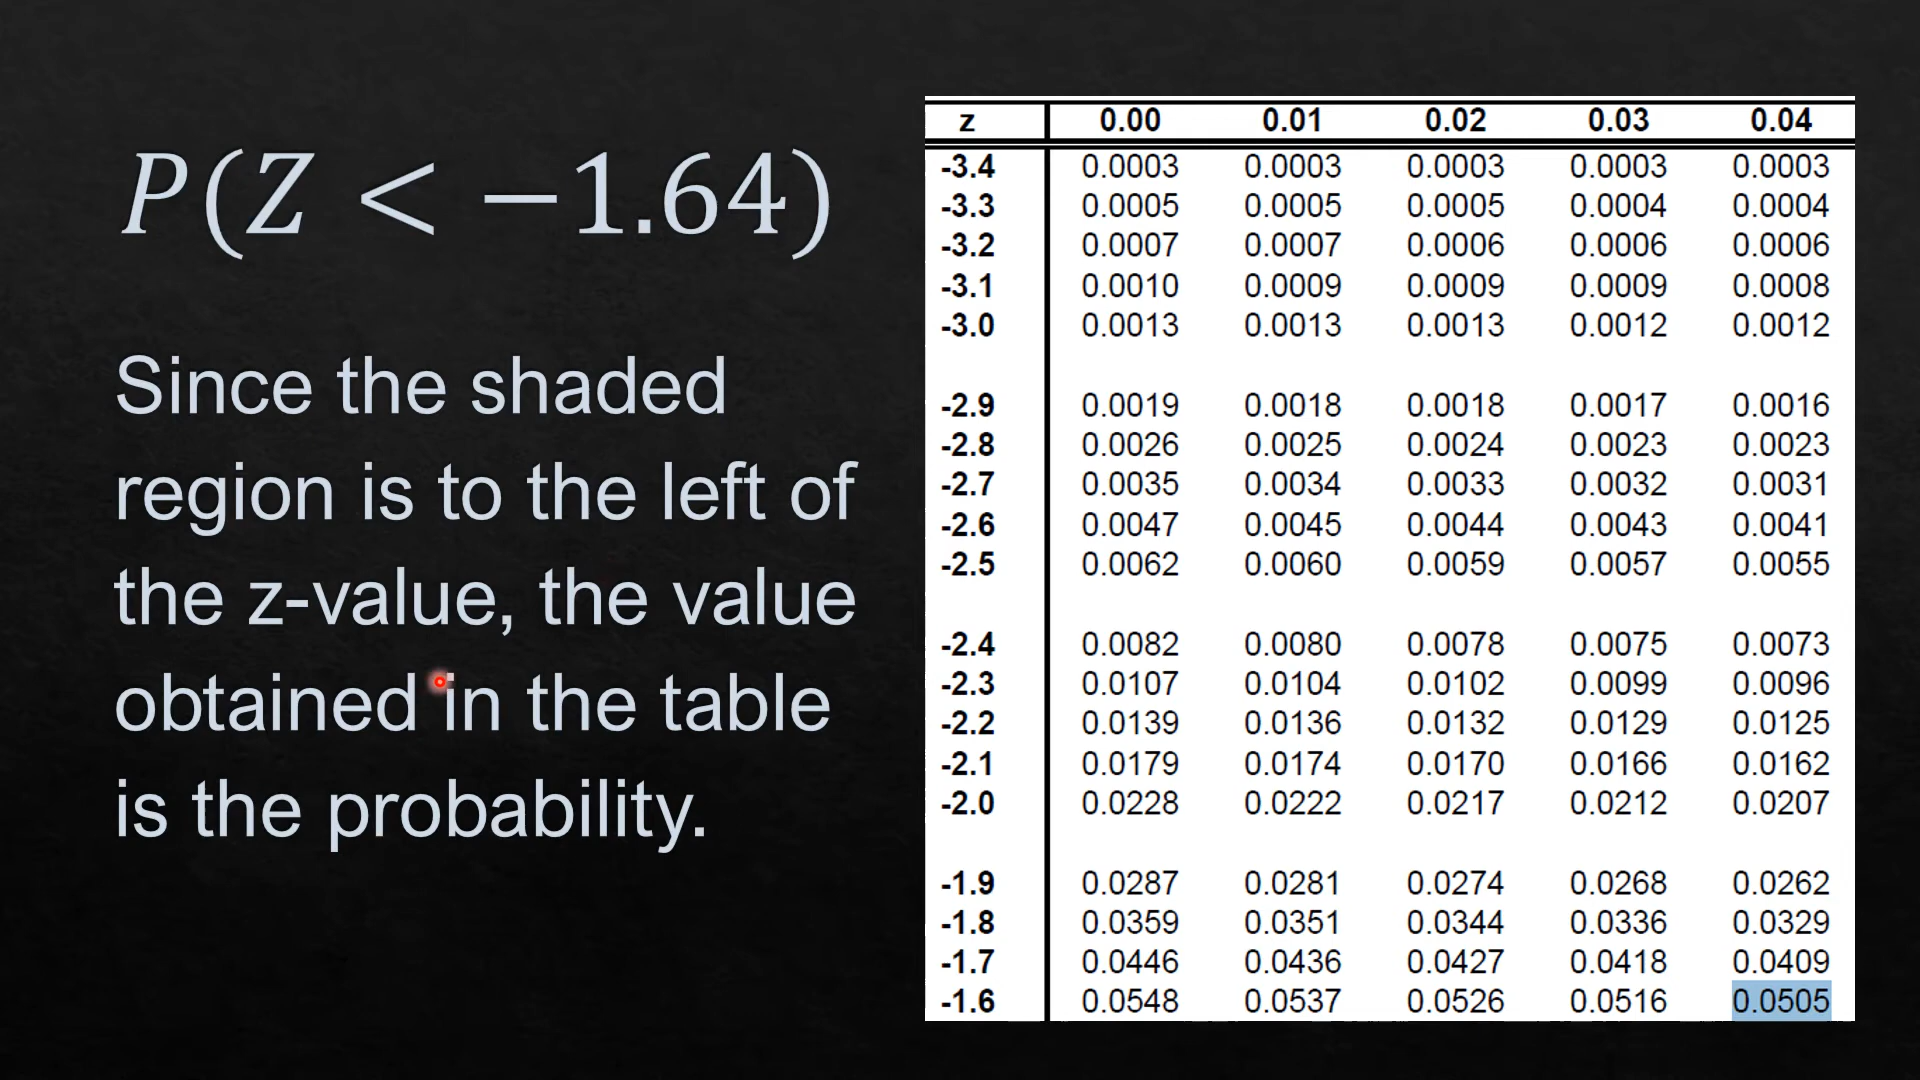 P(Z < −1.64)
Since the shaded
region is to the left of
the z-value, the value
obtained in the table
is the probability.
z 0.00 0.01 0.02 0.03 0.04
-3.4 0.0003 0.0003 0.0003 0.0003 0.0003
-3.3 0.0005 0.0005 0.0005 0.0004 0.0004
-3.2 0.0007 0.0007 0.0006 0.0006 0.0006
-3.1 0.0010 0.0009 0.0009 0.0009 0.0008
-3.0 0.0013 0.0013 0.0013 0.0012 0.0012
-2.9 0.0019 0.0018 0.0018 0.0017 0.0016
-2.8 0.0026 0.0025 0.0024 0.0023 0.0023
-2.7 0.0035 0.0034 0.0033 0.0032 0.0031
-2.6 0.0047 0.0045 0.0044 0.0043 0.0041
-2.5 0.0062 0.0060 0.0059 0.0057 0.0055
-2.4 0.0082 0.0080 0.0078 0.0075 0.0073
-2.3 0.0107 0.0104 0.0102 0.0099 0.0096
-2.2 0.0139 0.0136 0.0132 0.0129 0.0125
-2.1 0.0179 0.0174 0.0170 0.0166 0.0162
-2.0 0.0228 0.0222 0.0217 0.0212 0.0207
-1.9 0.0287 0.0281 0.0274 0.0268 0.0262
-1.8 0.0359 0.0351 0.0344 0.0336 0.0329
-1.7 0.0446 0.0436 0.0427 0.0418 0.0409
-1.6 0.0548 0.0537 0.0526 0.0516 0.0505